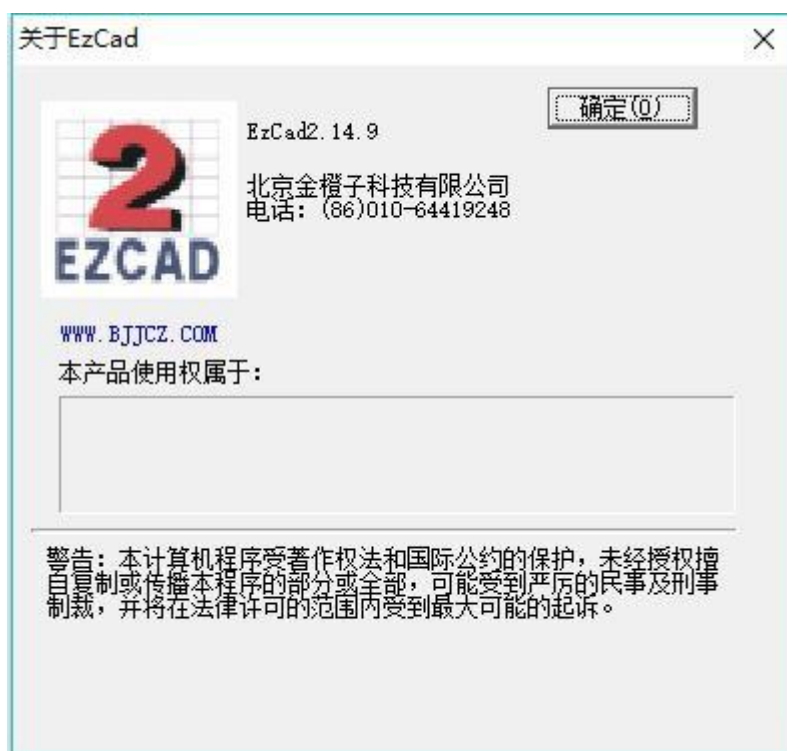 关于EzCad
确定(O)
2
EZCAD
EzCad2.14.9
北京金橙子科技有限公司
电话：(86)010-64419248
WWW.BJJCZ.COM
本产品使用权属于：
警告：本计算机程序受著作权法和国际公约的保护，未经授权擅
自复制或传播本程序的部分或全部，可能受到严厉的民事及刑事
制裁，并将在法律许可的范围内受到最大可能的起诉。